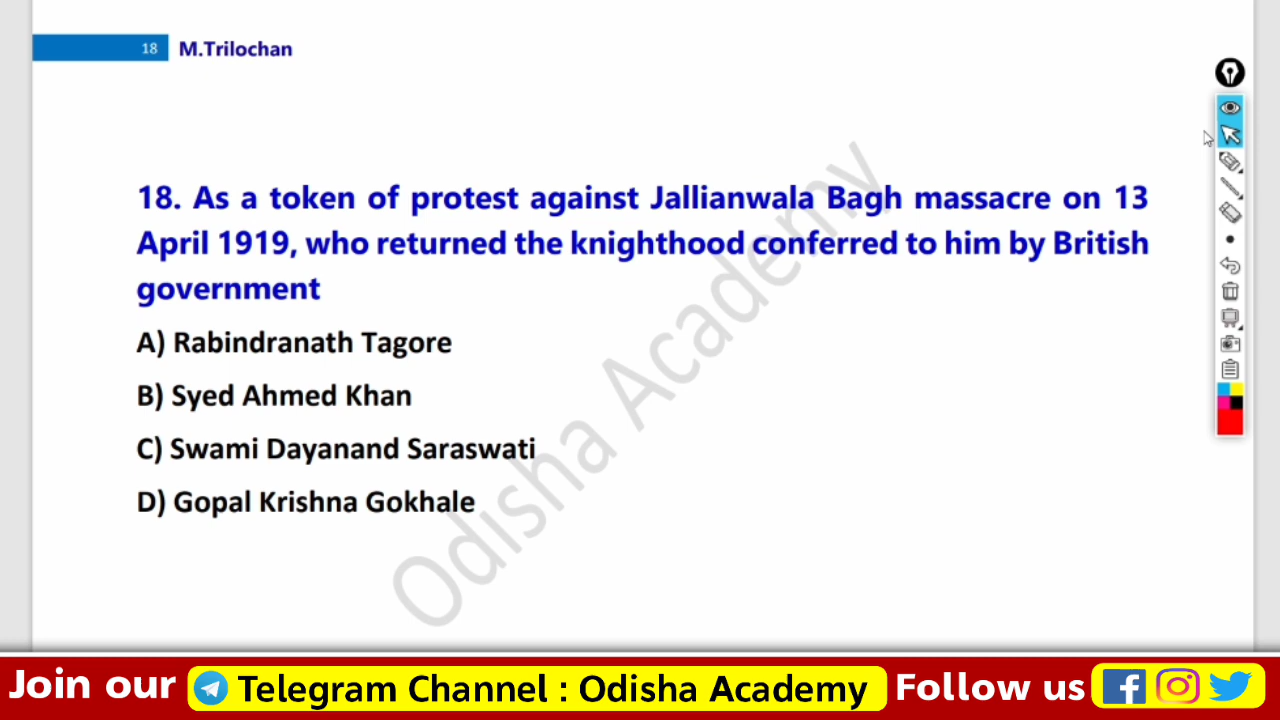 18 M.Trilochan
18. As a token of protest against Jallianwala Bagh massacre on 13
April 1919, who returned the knighthood conferred to him by British
government
A) Rabindranath Tagore
B) Syed Ahmed Khan
C) Swami Dayanand Saraswati
D) Gopal Krishna Gokhale
Odisha Academy
Join our Telegram Channel : Odisha Academy Follow us